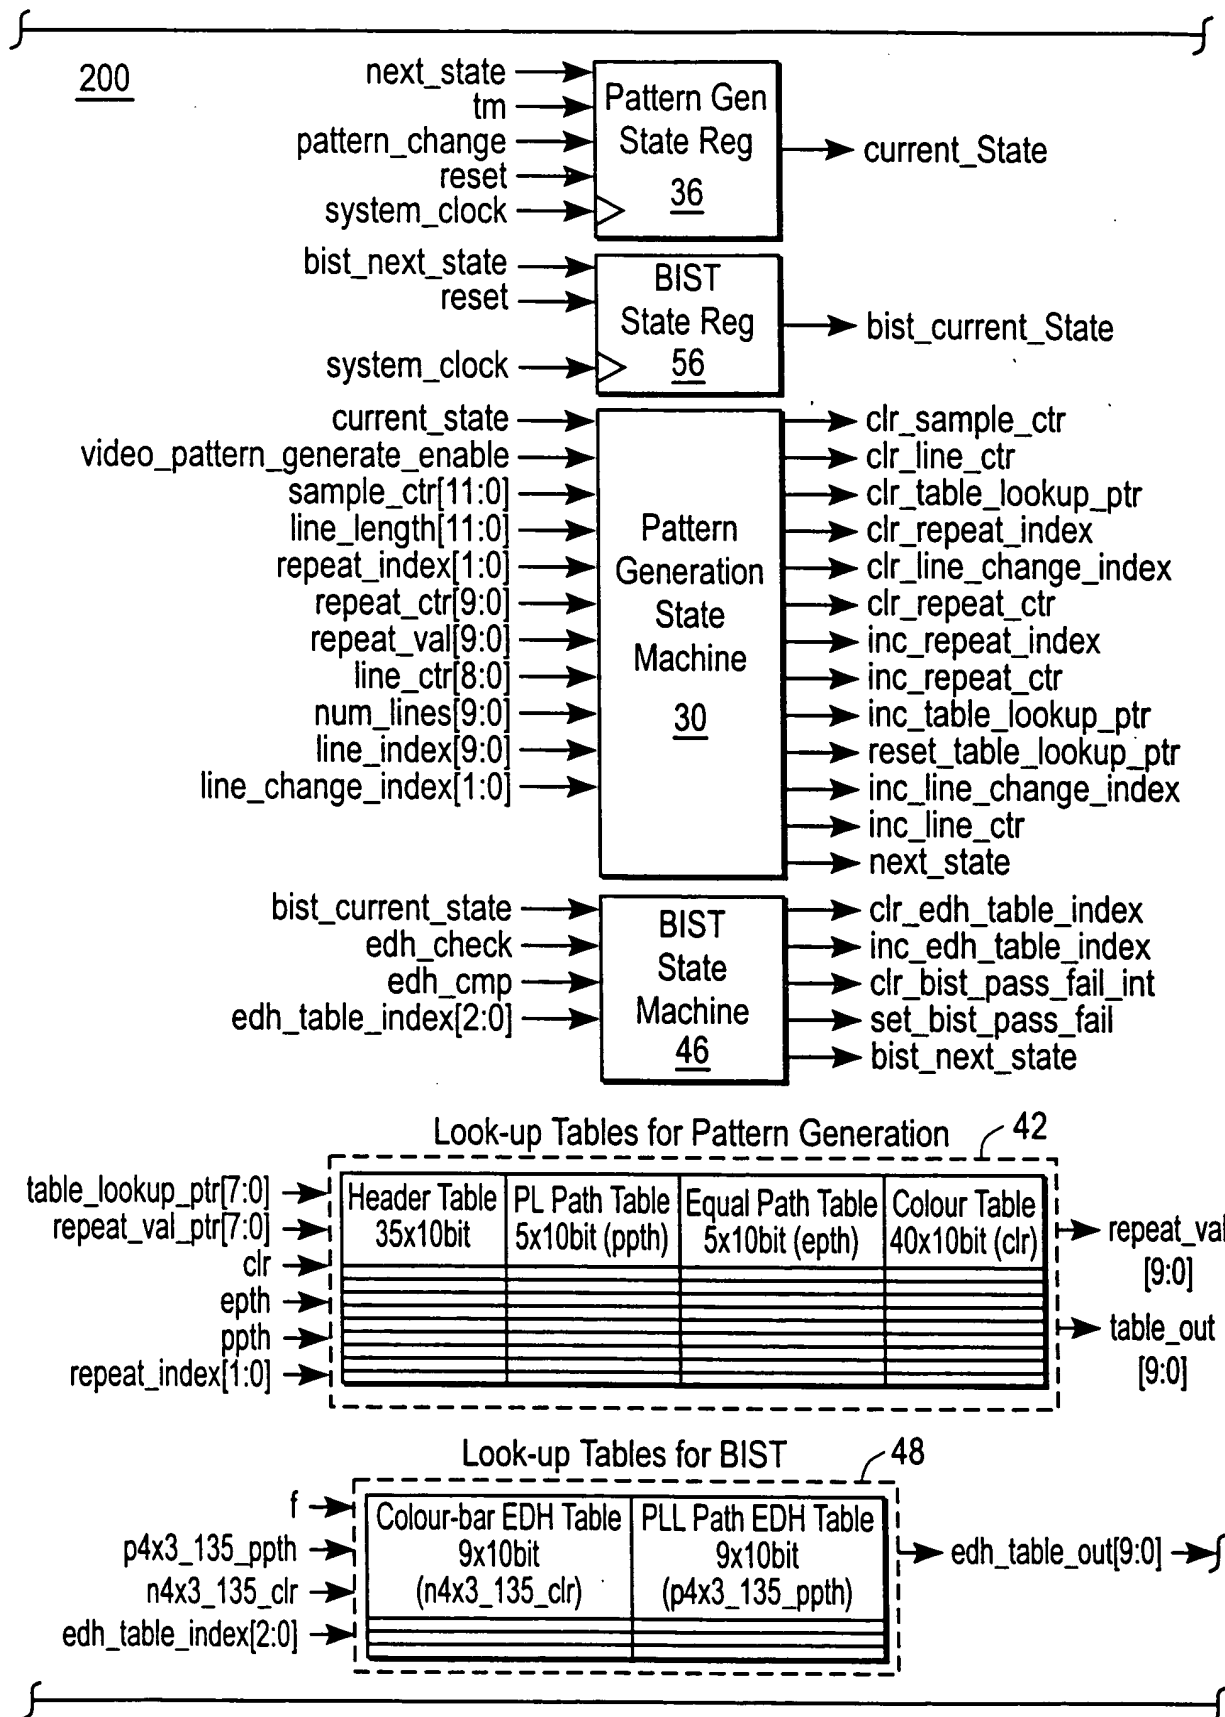 200
next_state
tm
pattern_change
reset
system_clock
Pattern Gen
State Reg
36
current_State
bist_next_state
reset
system_clock
BIST
State Reg
56
bist_current_State
current_state
video_pattern_generate_enable
sample_ctr[11:0]
line_length[11:0]
repeat_index[1:0]
repeat_ctr[9:0]
repeat_val[9:0]
line_ctr[8:0]
num_lines[9:0]
line_index[9:0]
line_change_index[1:0]
Pattern
Generation
State
Machine
30
clr_sample_ctr
clr_line_ctr
clr_table_lookup_ptr
clr_repeat_index
clr_line_change_index
clr_repeat_ctr
inc_repeat_index
inc_repeat_ctr
inc_table_lookup_ptr
reset_table_lookup_ptr
inc_line_change_index
inc_line_ctr
next_state
bist_current_state
edh_check
edh_cmp
edh_table_index[2:0]
BIST
State
Machine
46
clr_edh_table_index
inc_edh_table_index
clr_bist_pass_fail_int
set_bist_pass_fail
bist_next_state
Look-up Tables for Pattern Generation
42
table_lookup_ptr[7:0]
repeat_val_ptr[7:0]
clr
epth
ppth
repeat_index[1:0]
Header Table
35x10bit
PL Path Table
5x10bit (ppth)
Equal Path Table
5x10bit (epth)
Colour Table
40x10bit (clr)
repeat_val
[9:0]
table_out
[9:0]
Look-up Tables for BIST
48
f
p4x3_135_ppth
n4x3_135_clr
edh_table_index[2:0]
Colour-bar EDH Table
9x10bit
(n4x3_135_clr)
PLL Path EDH Table
9x10bit
(p4x3_135_ppth)
edh_table_out[9:0]